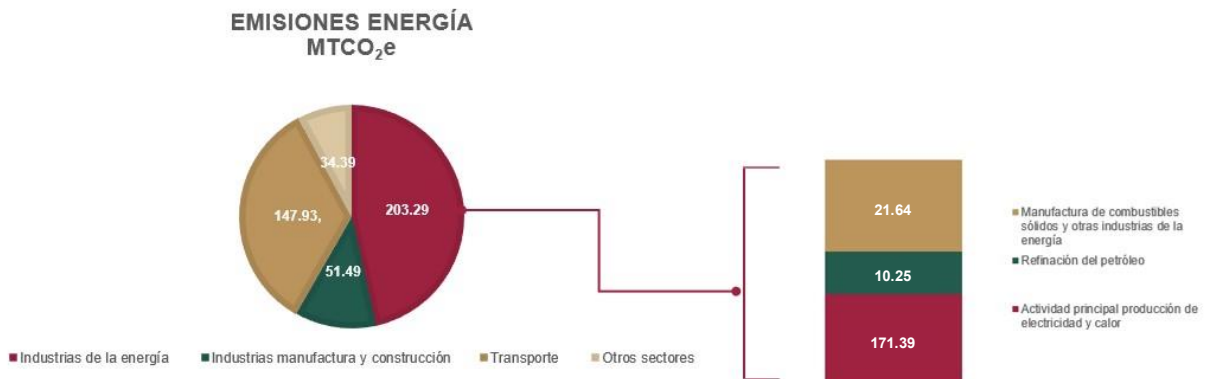 EMISIONES ENERGÍA
MTCO₂e
34.39
203.29
147.93,
51.49
Industrias de la energía
Industrias manufactura y construcción
Transporte
Otros sectores
21.64
10.25
171.39
Manufactura de combustibles
sólidos y otras industrias de la
energía
Refinación del petróleo
Actividad principal producción de
electricidad y calor